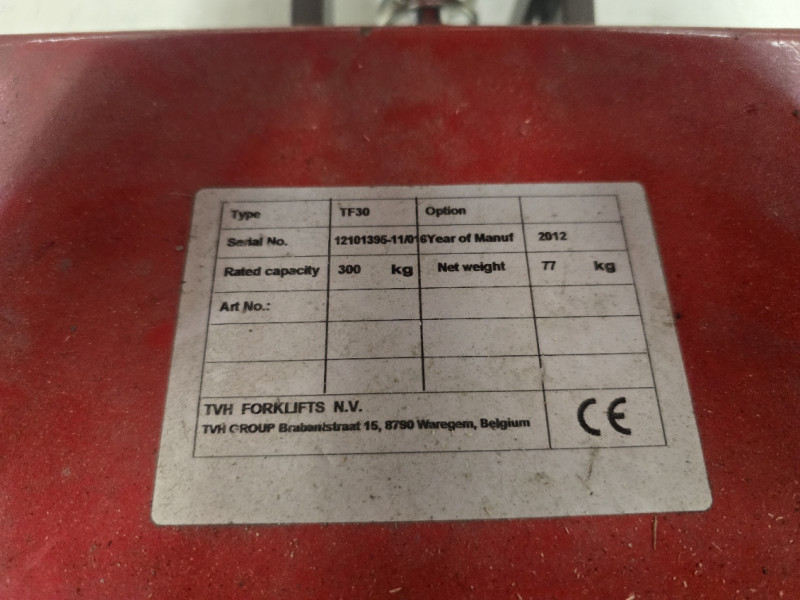 Type TF30 Option
Serial No. 12101395-11/016 Year of Manuf 2012
Rated capacity 300 kg Net weight 77 kg
Art No.:
TVH FORKLIFTS N.V.
TVH GROUP Brabantstraat 15, 8790 Waregem, Belgium
CE